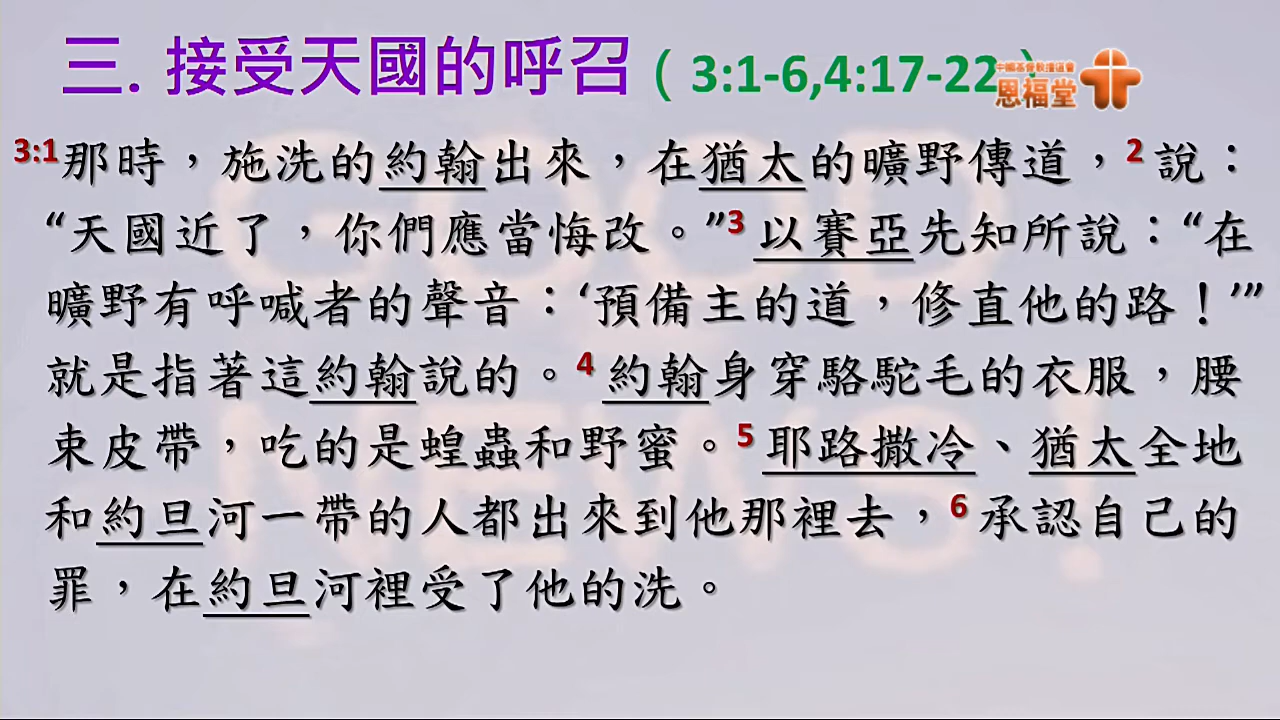 三. 接受天國的呼召（3:1-6,4:17-22）
恩福堂
3:1那時，施洗的約翰出來，在猶太的曠野傳道，2 說：
“天國近了，你們應當悔改。”3 以賽亞先知所說：“在
曠野有呼喊者的聲音：‘預備主的道，修直他的路！’”
就是指著這約翰說的。4 約翰身穿駱駝毛的衣服，腰
束皮帶，吃的是蝗蟲和野蜜。5 耶路撒冷、猶太全地
和約旦河一帶的人都出來到他那裡去，6 承認自己的
罪，在約旦河裡受了他的洗。
GOOD
NEWS!